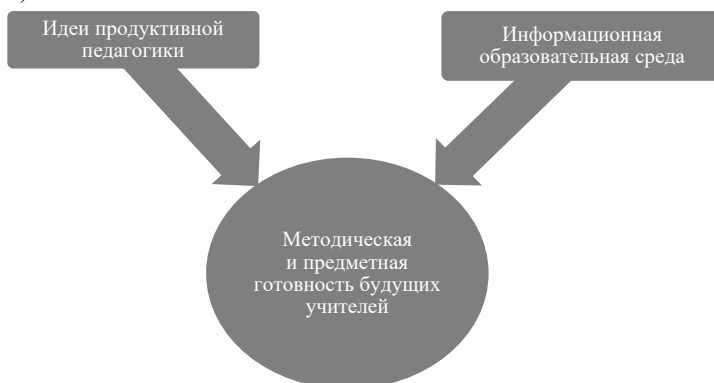 Идеи продуктивной
педагогики
Информационная
образовательная среда
Методическая
и предметная
готовность будущих
учителей